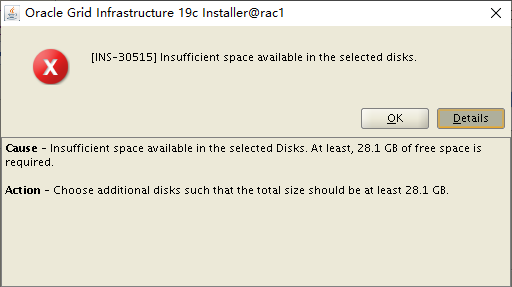 Oracle Grid Infrastructure 19c Installer@rac1
[INS-30515] Insufficient space available in the selected disks.
OK
Details
Cause - Insufficient space available in the selected Disks. At least, 28.1 GB of free space is
required.
Action - Choose additional disks such that the total size should be at least 28.1 GB.